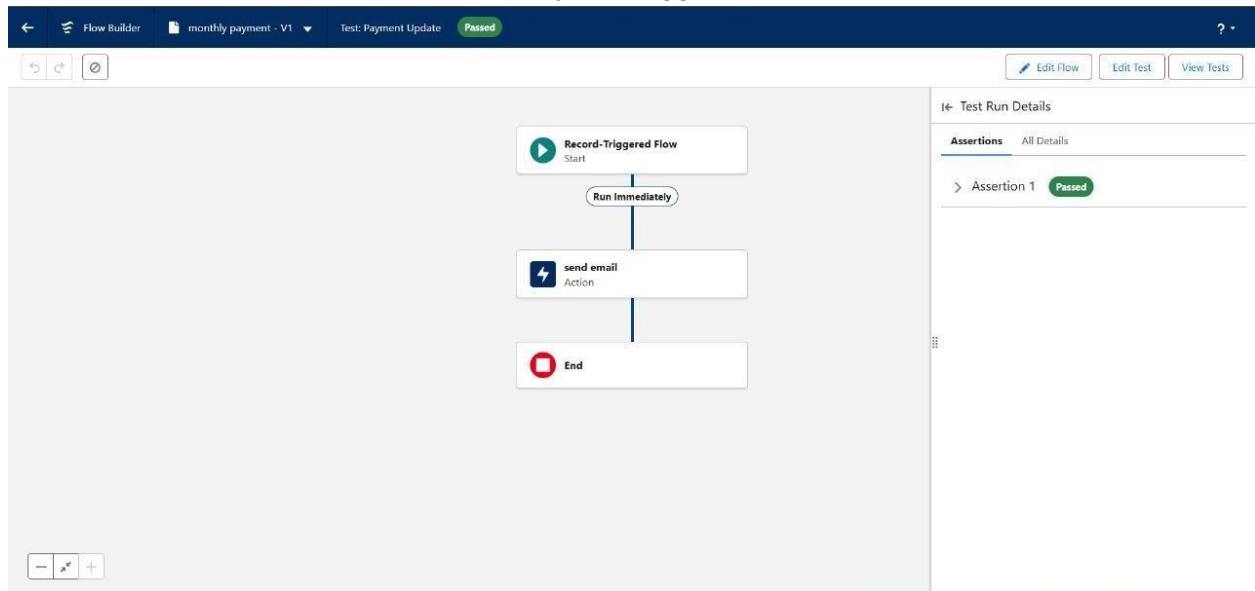 Flow Builder
monthly payment - V1
Test: Payment Update
Passed
?
Edit Flow
Edit Test
View Tests
Test Run Details
Assertions
All Details
Assertion 1 Passed
Record-Triggered Flow
Start
Run Immediately
send email
Action
End